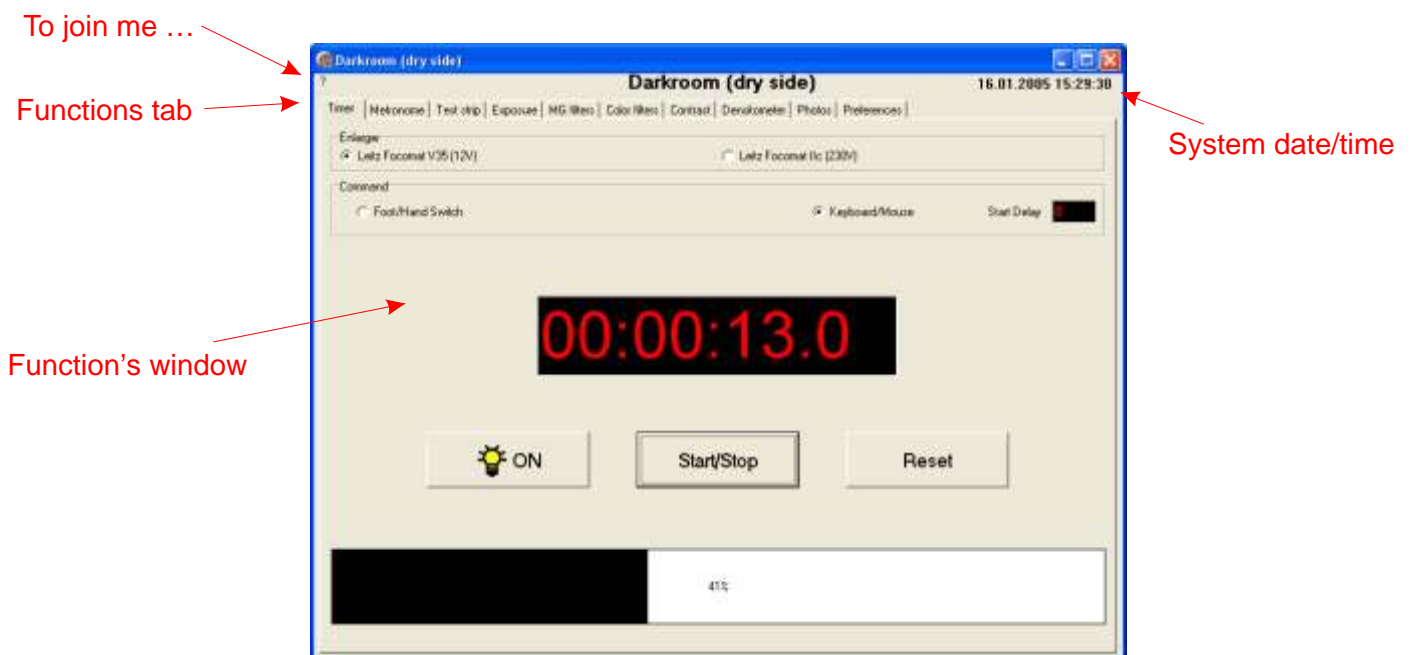 To join me …
Darkroom (dry side)
?
Darkroom (dry side)
16.01.2005 15:29:30
Functions tab
Timer Metronome Test strip Exposure MG filters Color filters Contrast Densitometer Photos Preferences
System date/time
Enlarger
Leitz Focomat V35 (12V)
Leitz Focomat IIc (230V)
Command
Foot/Hand Switch
Keyboard/Mouse
Start Delay
00:00:13.0
Function's window
ON
Start/Stop
Reset
41%